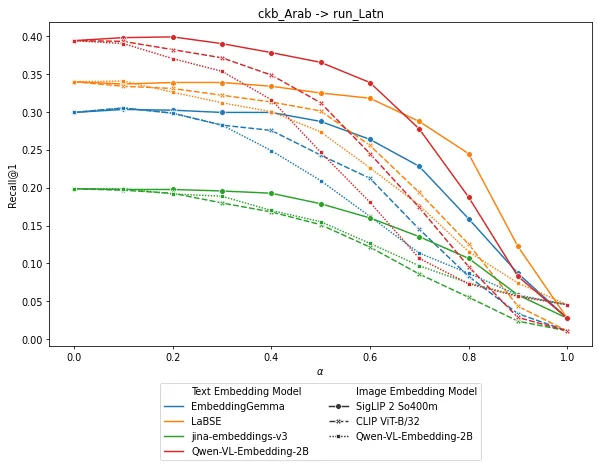 ckb_Arab -> run_Latn
Recall@1
0.40
0.35
0.30
0.25
0.20
0.15
0.10
0.05
0.00
0.0 0.2 0.4 0.6 0.8 1.0
α
Text Embedding Model Image Embedding Model
EmbeddingGemma SigLIP 2 So400m
LaBSE CLIP ViT-B/32
jina-embeddings-v3 Qwen-VL-Embedding-2B
Qwen-VL-Embedding-2B